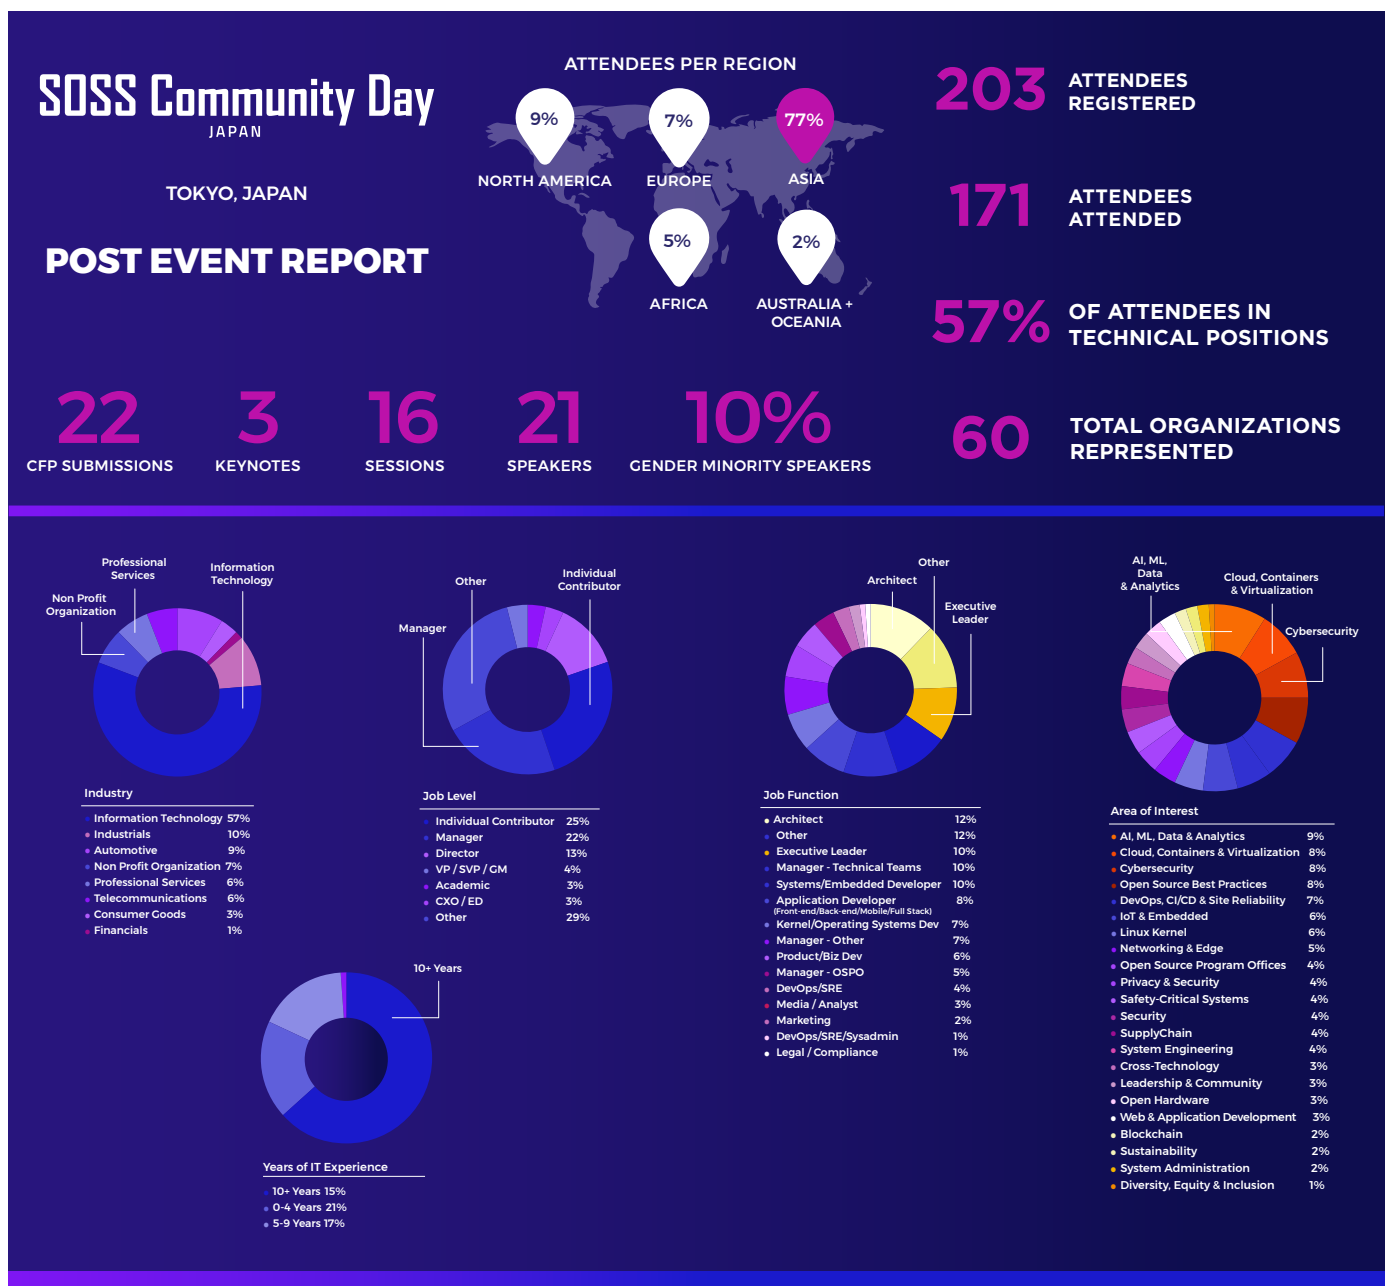 SOSS Community Day
JAPAN
TOKYO, JAPAN
POST EVENT REPORT
ATTENDEES PER REGION
9%
7%
77%
NORTH AMERICA
EUROPE
ASIA
5%
2%
AFRICA
AUSTRALIA +
OCEANIA
203
ATTENDEES
REGISTERED
171
ATTENDEES
ATTENDED
57%
OF ATTENDEES IN
TECHNICAL POSITIONS
60
TOTAL ORGANIZATIONS
REPRESENTED
22
CFP SUBMISSIONS
3
KEYNOTES
16
SESSIONS
21
SPEAKERS
10%
GENDER MINORITY SPEAKERS
Professional
Services
Information
Technology
Non Profit
Organization
Industry
Information Technology 57%
Industrials 10%
Automotive 9%
Non Profit Organization 7%
Professional Services 6%
Telecommunications 6%
Consumer Goods 3%
Financials 1%
Other
Individual
Contributor
Manager
Job Level
Individual Contributor 25%
Manager 22%
Director 13%
VP / SVP / GM 4%
Academic 3%
CXO / ED 3%
Other 29%
Other
Architect
Executive
Leader
Job Function
Architect 12%
Other 12%
Executive Leader 10%
Manager - Technical Teams 10%
Systems/Embedded Developer 10%
Application Developer 8%
(Front-end/Back-end/Mobile/Full Stack)
Kernel/Operating Systems Dev 7%
Manager - Other 7%
Product/Biz Dev 6%
Manager - OSPO 5%
DevOps/SRE 4%
Media / Analyst 3%
Marketing 2%
DevOps/SRE/Sysadmin 1%
Legal / Compliance 1%
AI, ML,
Data
& Analytics
Cloud, Containers
& Virtualization
Cybersecurity
Area of Interest
AI, ML, Data & Analytics 9%
Cloud, Containers & Virtualization 8%
Cybersecurity 8%
Open Source Best Practices 8%
DevOps, CI/CD & Site Reliability 7%
IoT & Embedded 6%
Linux Kernel 6%
Networking & Edge 5%
Open Source Program Offices 4%
Privacy & Security 4%
Safety-Critical Systems 4%
Security 4%
SupplyChain 4%
System Engineering 4%
Cross-Technology 3%
Leadership & Community 3%
Open Hardware 3%
Web & Application Development 3%
Blockchain 2%
Sustainability 2%
System Administration 2%
Diversity, Equity & Inclusion 1%
10+ Years
Years of IT Experience
10+ Years 15%
0-4 Years 21%
5-9 Years 17%